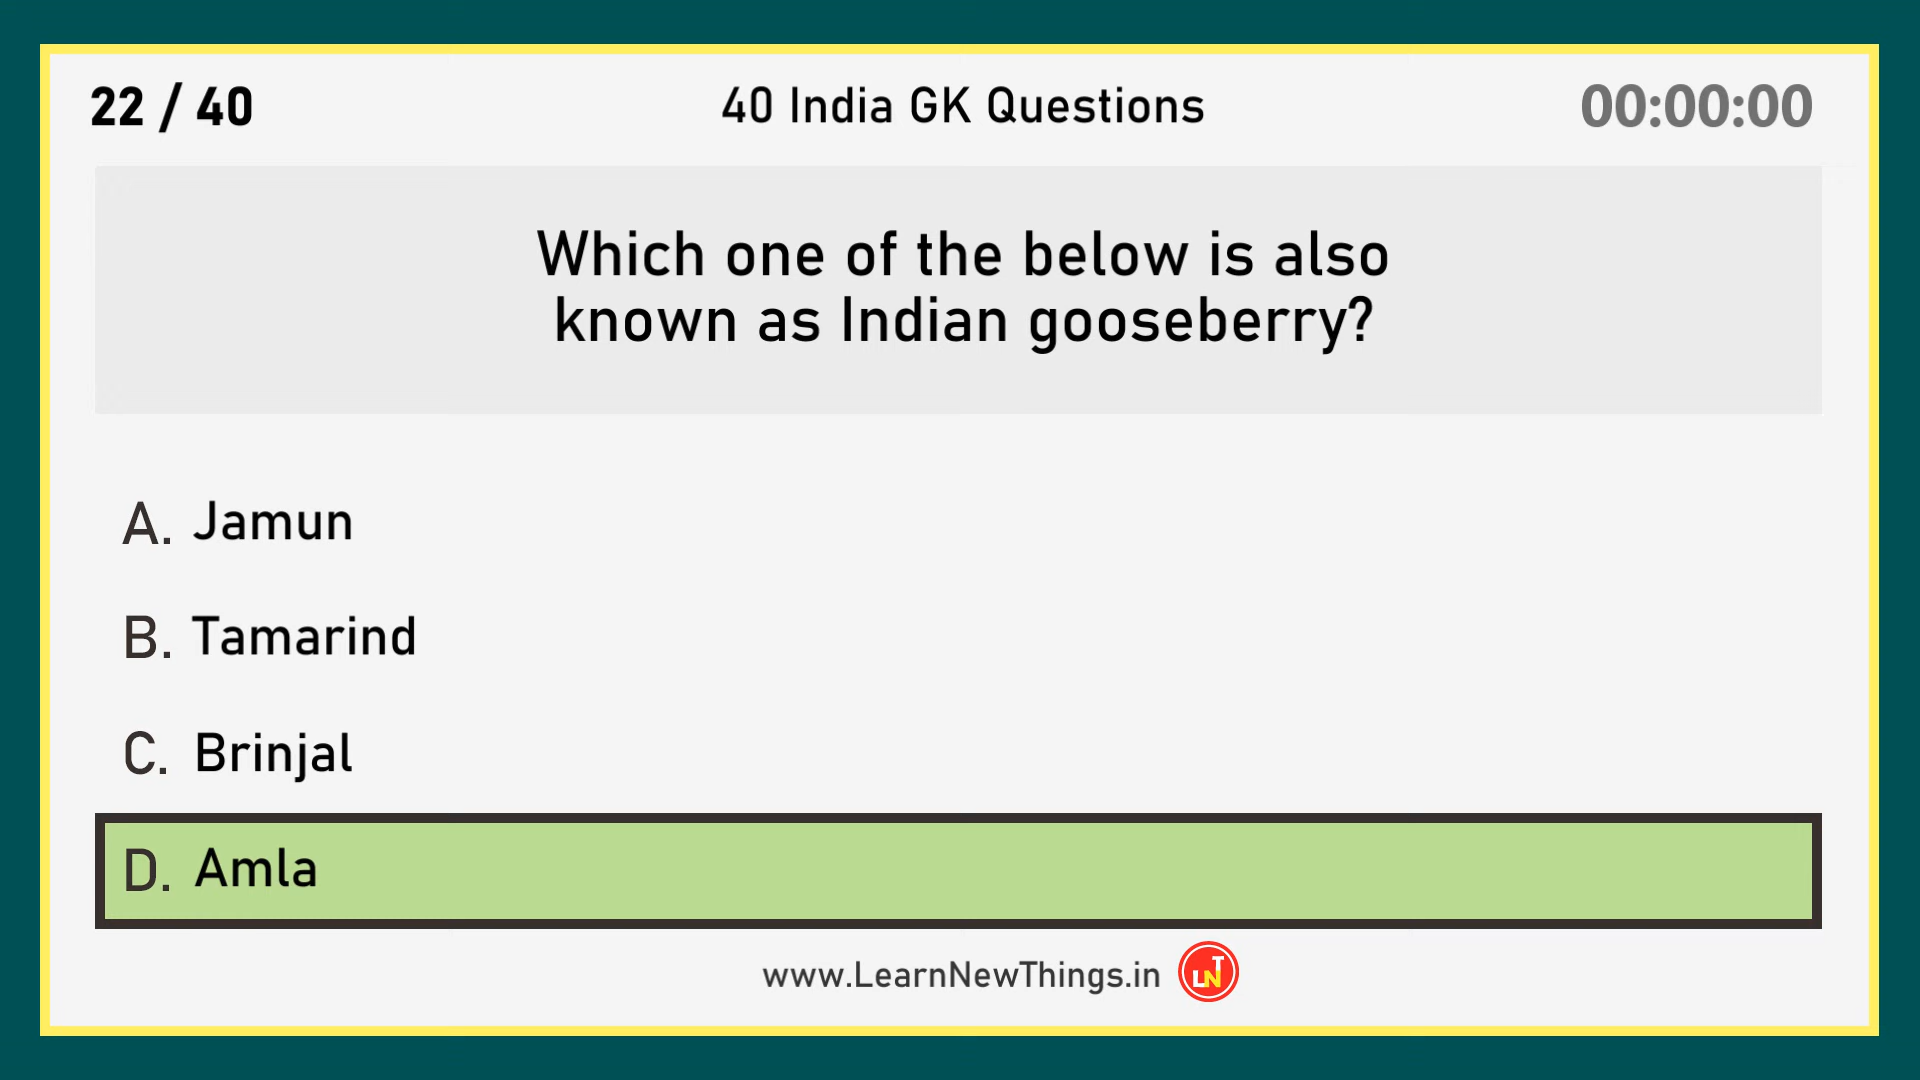 22 / 40
40 India GK Questions
00:00:00
Which one of the below is also
known as Indian gooseberry?
A. Jamun
B. Tamarind
C. Brinjal
D. Amla
www.LearnNewThings.in
LNT